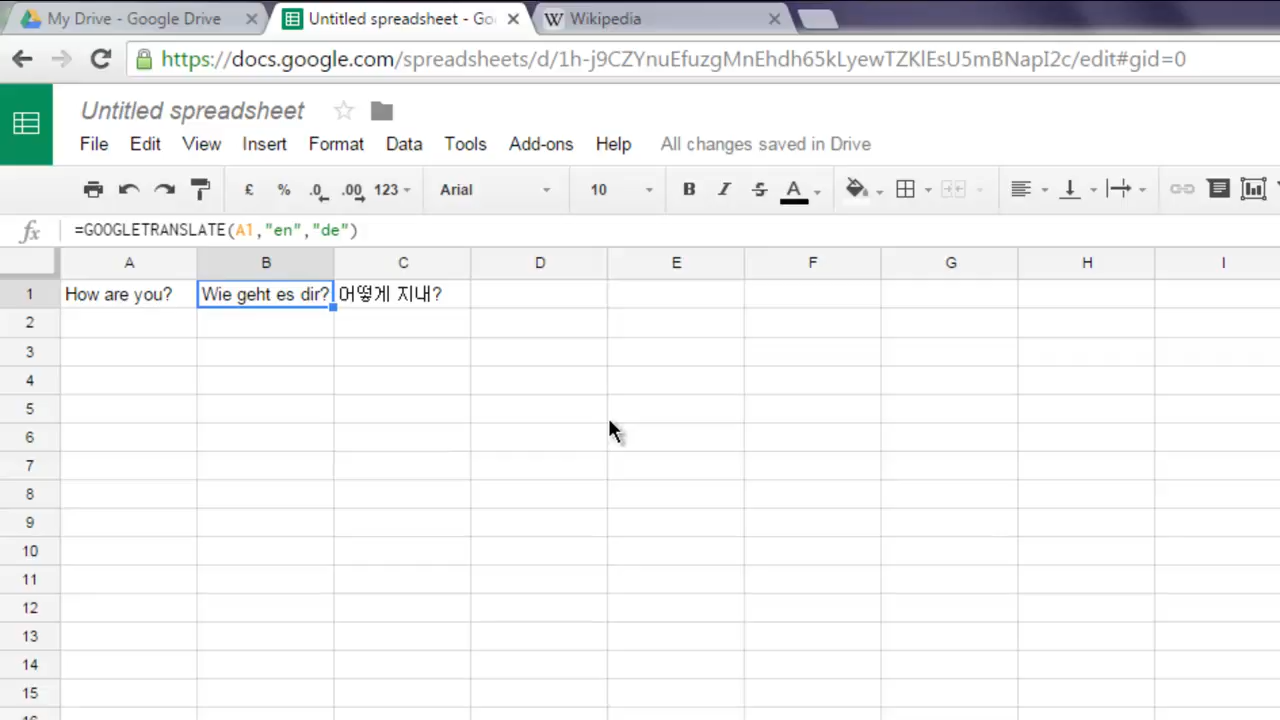 My Drive - Google Drive
Untitled spreadsheet - Go
Wikipedia
https://docs.google.com/spreadsheets/d/1h-j9CZYnuEfuzgMnEhdh65kLyewTZKlEsU5mBNapI2c/edit#gid=0
Untitled spreadsheet
File Edit View Insert Format Data Tools Add-ons Help All changes saved in Drive
£ % .0 .00 123 Arial 10 B I S A
fx =GOOGLETRANSLATE(A1,"en","de")
A B C D E F G H I
1 How are you? Wie geht es dir? 어떻게 지내?
2
3
4
5
6
7
8
9
10
11
12
13
14
15
16